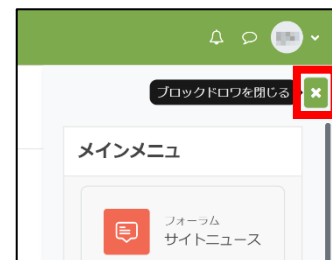 ブロックドロワを閉じる
メインメニュ
フォーラム
サイトニュース